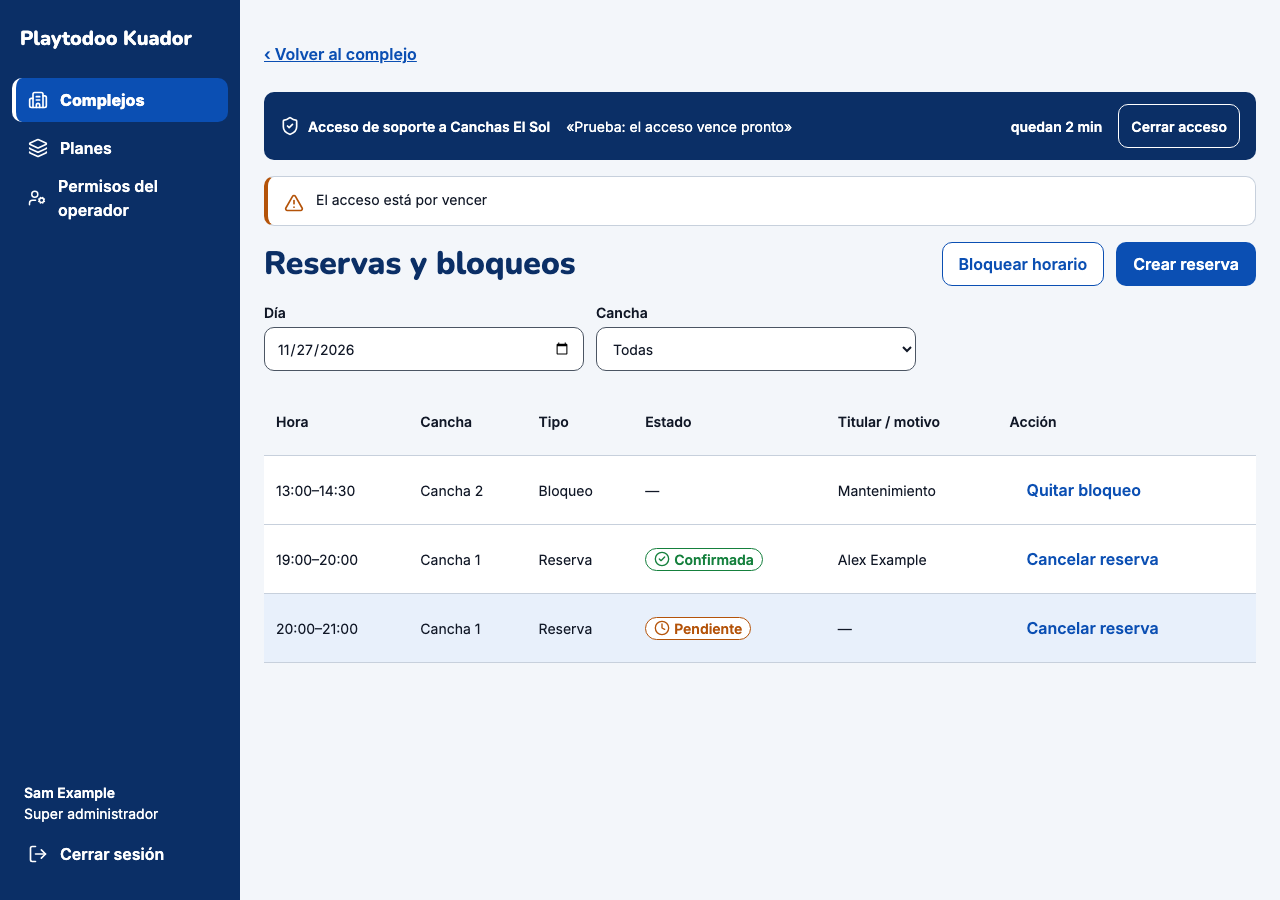 Playtodoo Kuador
Complejos
Planes
Permisos del
operador
Sam Example
Super administrador
Cerrar sesión
‹ Volver al complejo
Acceso de soporte a Canchas El Sol «Prueba: el acceso vence pronto» quedan 2 min Cerrar acceso
El acceso está por vencer
Reservas y bloqueos Bloquear horario Crear reserva
Día Cancha
11/27/2026 Todas
Hora Cancha Tipo Estado Titular / motivo Acción
13:00–14:30 Cancha 2 Bloqueo — Mantenimiento Quitar bloqueo
19:00–20:00 Cancha 1 Reserva Confirmada Alex Example Cancelar reserva
20:00–21:00 Cancha 1 Reserva Pendiente — Cancelar reserva